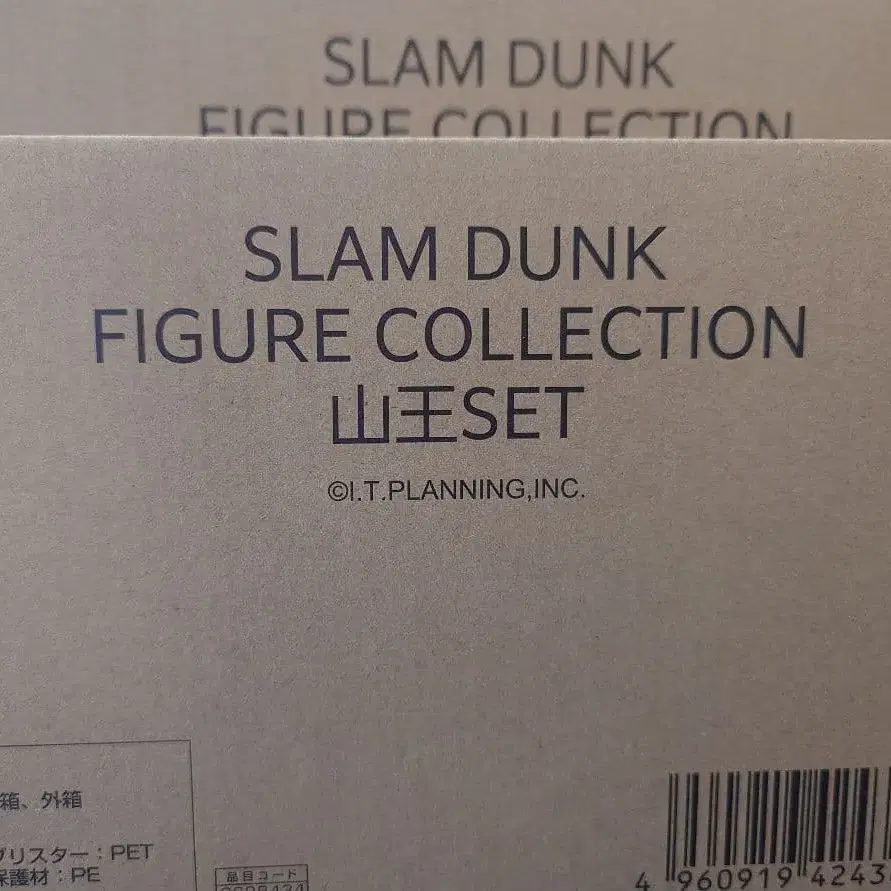 SLAM DUNK
FIGURE COLLECTION
SLAM DUNK
FIGURE COLLECTION
山王SET
©I.T.PLANNING,INC.
箱、外箱
ブリスター：PET
保護材：PE
品目コード
4 960919 4243